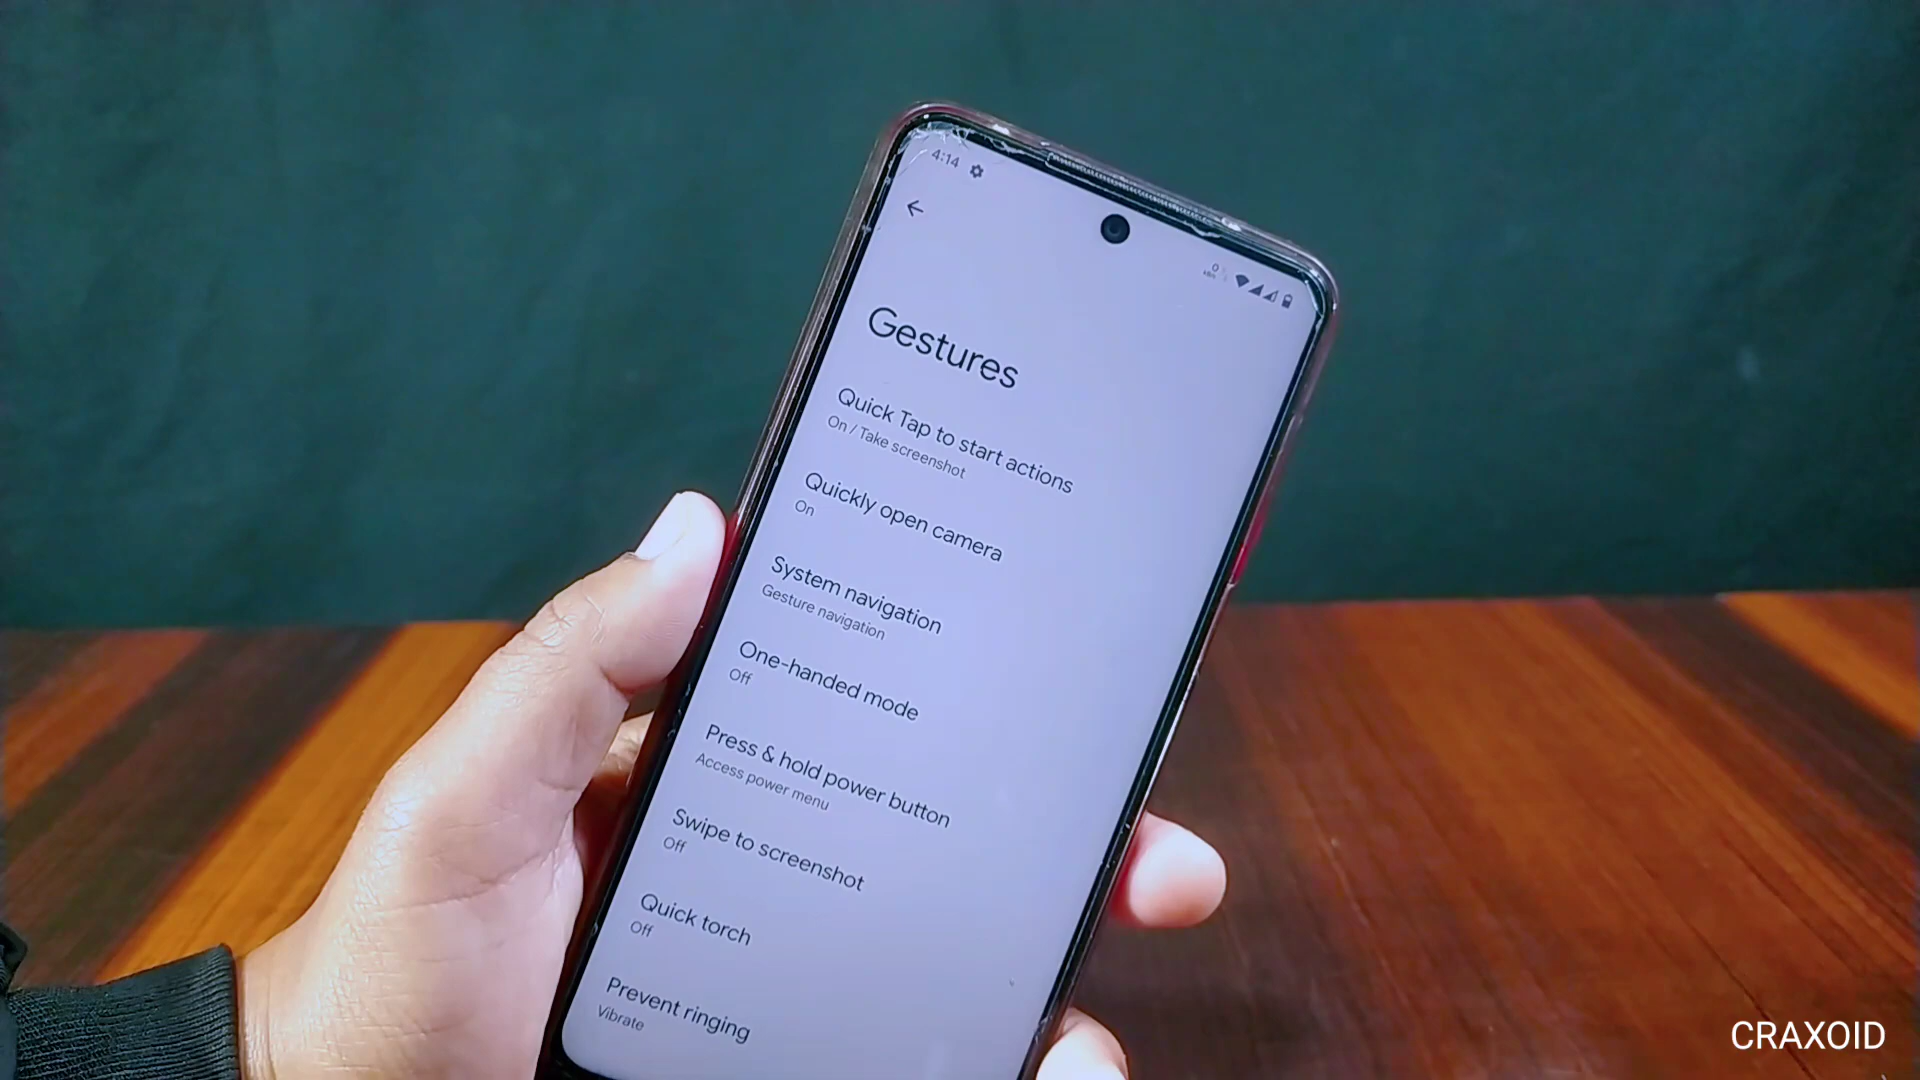 4:14
0
Gestures
Quick Tap to start actions
On / Take screenshot
Quickly open camera
On
System navigation
Gesture navigation
One-handed mode
Off
Press & hold power button
Access power menu
Swipe to screenshot
Off
Quick torch
Off
Prevent ringing
Vibrate
CRAXOID